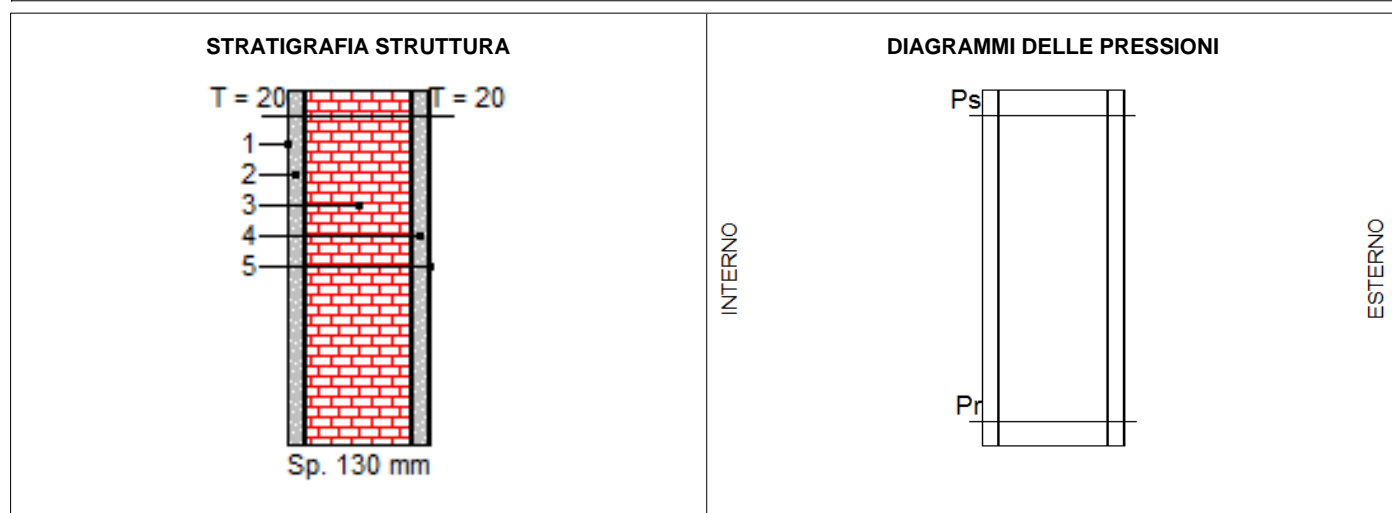 STRATIGRAFIA STRUTTURA
T = 20 T = 20
1
2
3
4
5
Sp. 130 mm
DIAGRAMMI DELLE PRESSIONI
Ps
INTERNO
ESTERNO
Pr